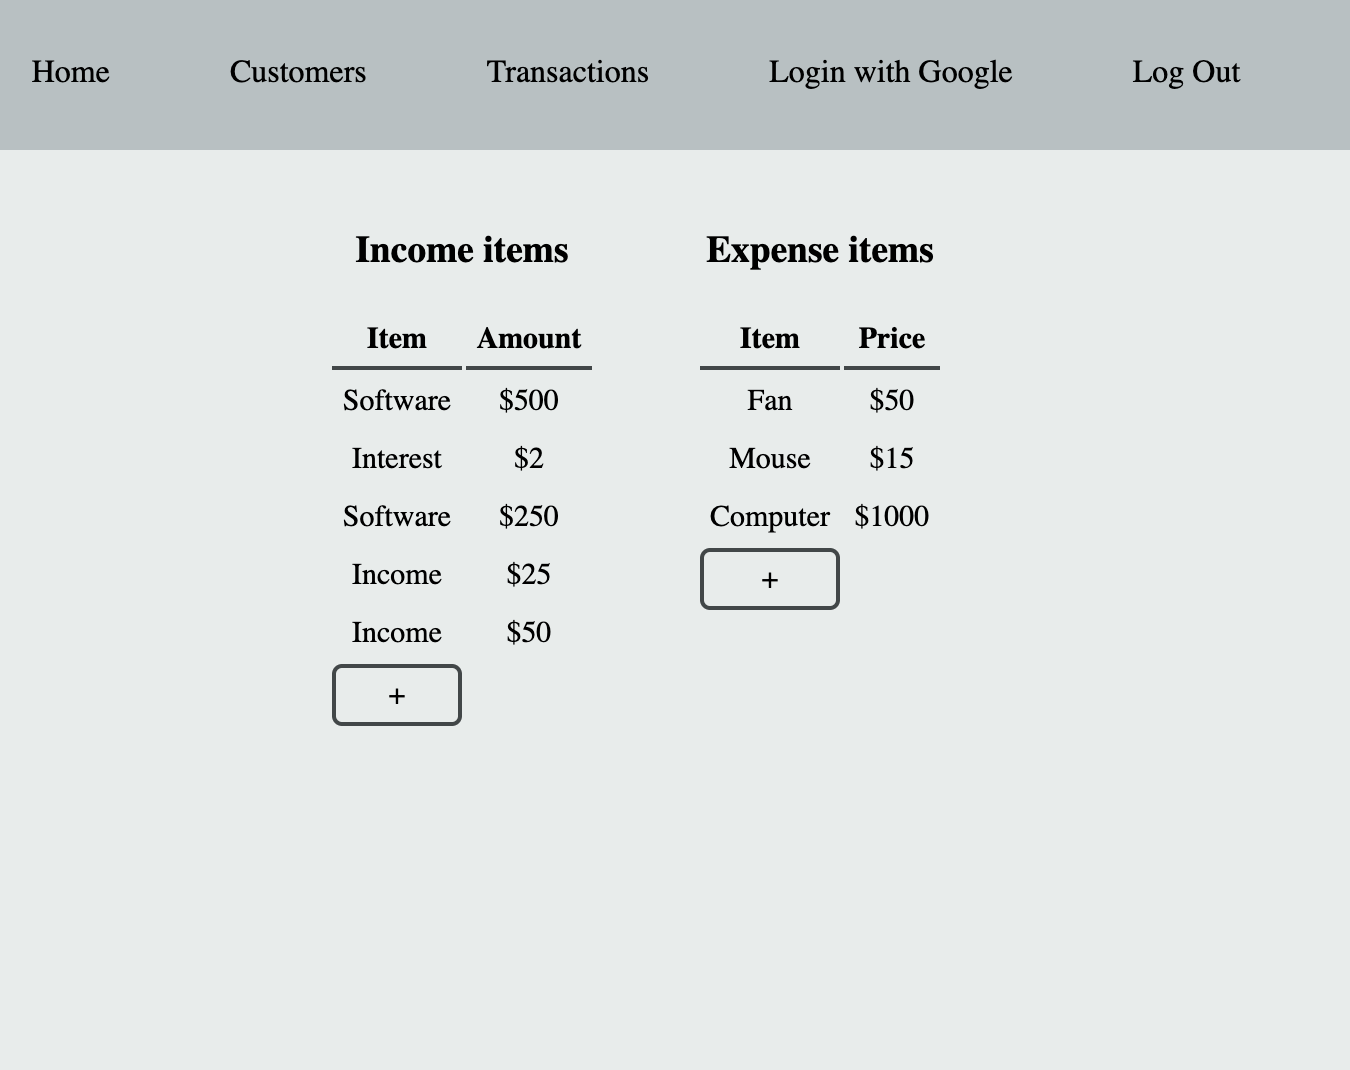 Home Customers Transactions Login with Google Log Out
Income items
Item Amount
Software $500
Interest $2
Software $250
Income $25
Income $50
+
Expense items
Item Price
Fan $50
Mouse $15
Computer $1000
+